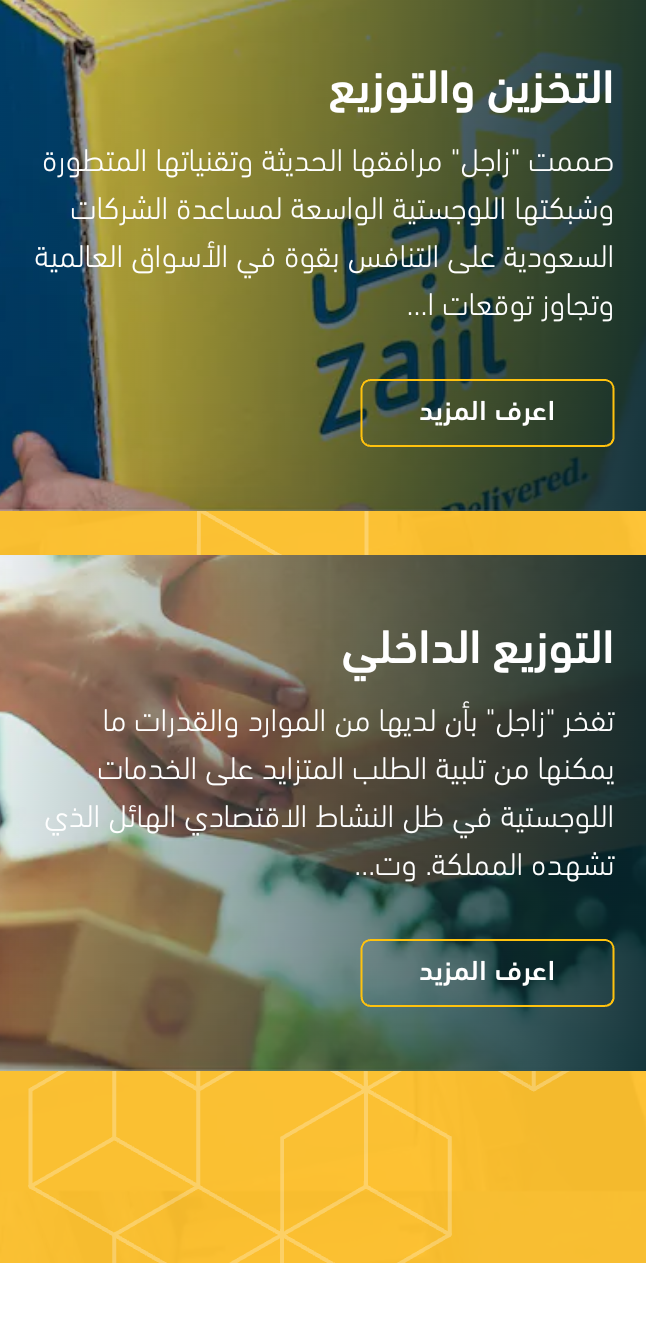 التخزين والتوزيع
صممت "زاجل" مرافقها الحديثة وتقنياتها المتطورة
وشبكتها اللوجستية الواسعة لمساعدة الشركات
السعودية على التنافس بقوة في الأسواق العالمية
وتجاوز توقعات ا...
زاجل
Zajil
اعرف المزيد
Delivered.
التوزيع الداخلي
تفخر "زاجل" بأن لديها من الموارد والقدرات ما
يمكنها من تلبية الطلب المتزايد على الخدمات
اللوجستية في ظل النشاط الاقتصادي الهائل الذي
تشهده المملكة. وت...
اعرف المزيد